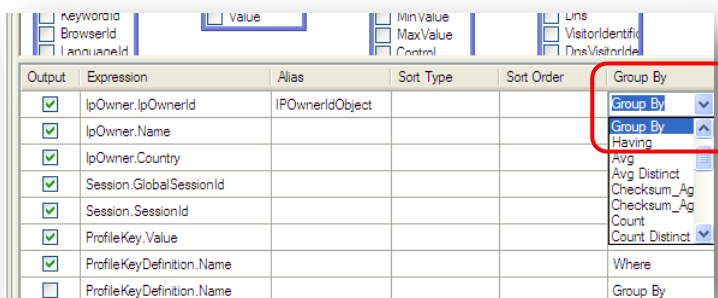 KeywordId Value MinValue Dns
BrowserId MaxValue VisitorIdentific
LanguageId Control DnsVisitorIde
Output Expression Alias Sort Type Sort Order Group By
IpOwner.IpOwnerId IPOwnerIdObject Group By
IpOwner.Name Group By
Having
IpOwner.Country Avg
Avg Distinct
Session.GlobalSessionId Checksum_Ag
Session.SessionId Checksum_Ag
Count
ProfileKey.Value Count Distinct
ProfileKeyDefinition.Name Where
ProfileKeyDefinition.Name Group By